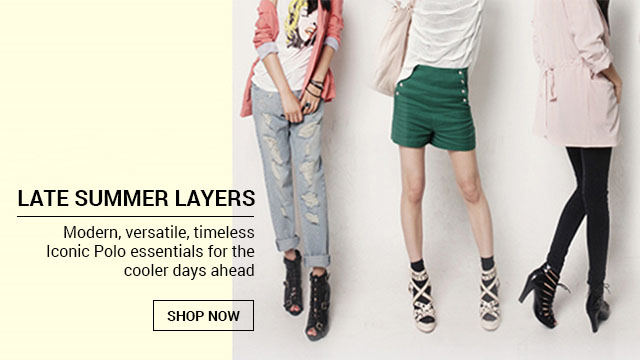 LATE SUMMER LAYERS
Modern, versatile, timeless
Iconic Polo essentials for the
cooler days ahead
SHOP NOW